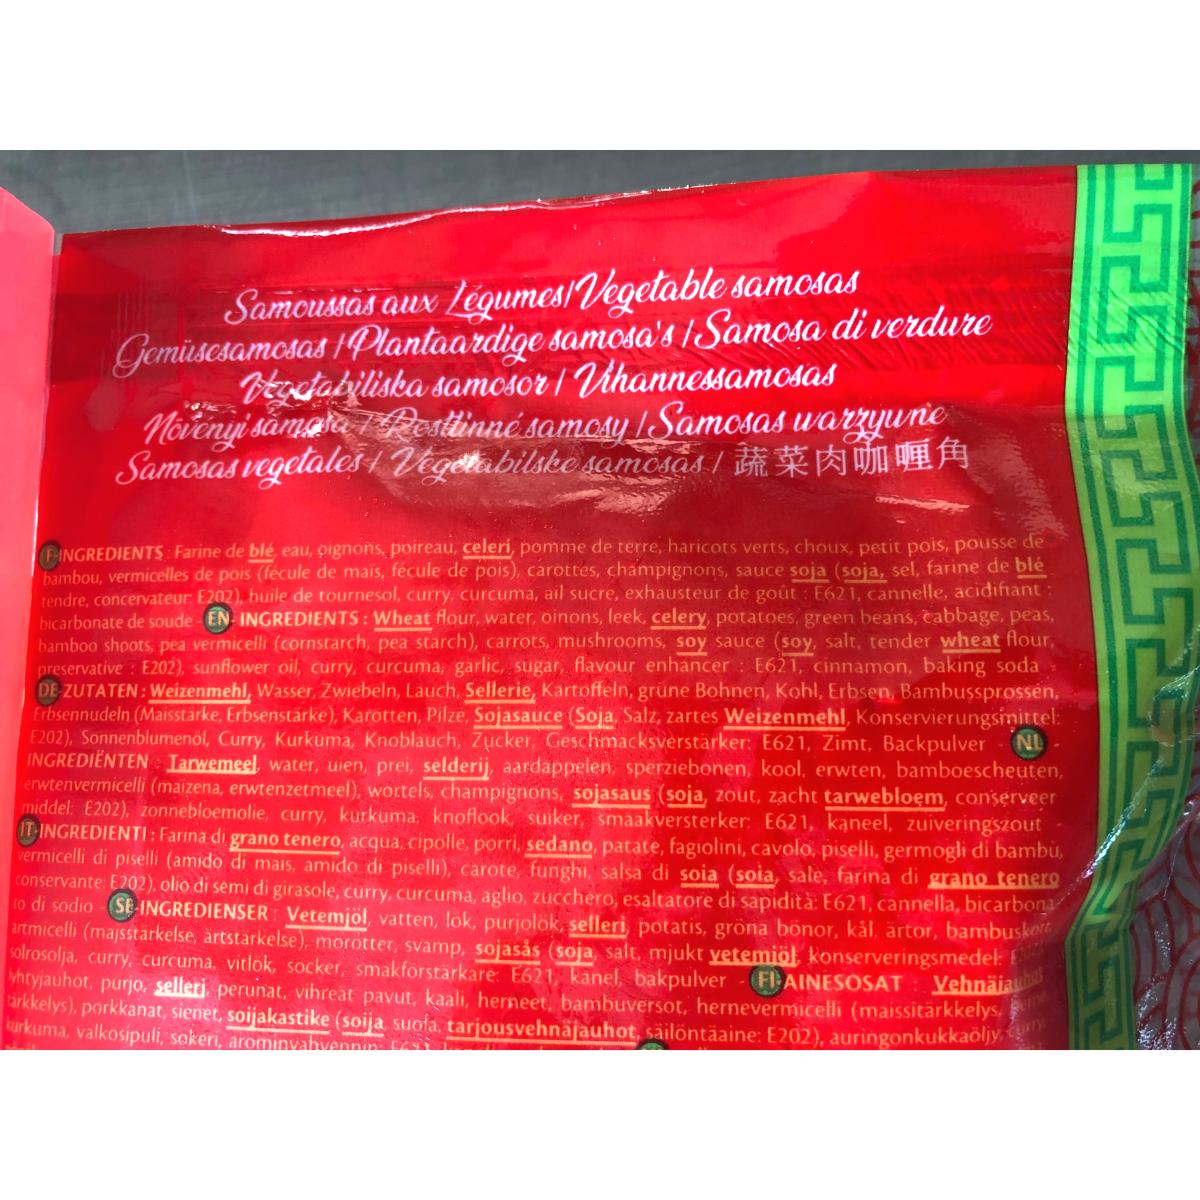 Samoussas aux Légumes/Vegetable samosas
Gemüsesamosas / Plantaardige samosa's / Samosa di verdure
Vegetabiliska samosor / Vihannessamosas
Növényi samosa / Rostlinné samosy / Samosas warzywne
Samosas vegetales / Vegetabilske samosas / 蔬菜肉咖喱角
F-INGREDIENTS : Farine de blé, eau, oignons, poireau, celeri, pomme de terre, haricots verts, choux, petit pois, pousse de
bambou, vermicelles de pois (fécule de mais, fécule de pois), carottes, champignons, sauce soja (soja, sel, farine de blé
tendre, concervateur: E202), huile de tournesol, curry, curcuma, ail sucre, exhausteur de goût : E621, cannelle, acidifiant :
bicarbonate de soude - EN- INGREDIENTS : Wheat flour, water, oinons, leek, celery, potatoes, green beans, cabbage, peas,
bamboo shoots, pea vermicelli (cornstarch, pea starch), carrots, mushrooms, soy sauce (soy, salt, tender wheat flour,
preservative : E202), sunflower oil, curry, curcuma, garlic, sugar, flavour enhancer : E621, cinnamon, baking soda -
DE-ZUTATEN : Weizenmehl, Wasser, Zwiebeln, Lauch, Sellerie, Kartoffeln, grüne Bohnen, Kohl, Erbsen, Bambussprossen,
Erbsennudeln (Maisstärke, Erbsenstärke), Karotten, Pilze, Sojasauce (Soja, Salz, zartes Weizenmehl, Konservierungsmittel:
E202), Sonnenblumenöl, Curry, Kurkuma, Knoblauch, Zucker, Geschmacksverstärker: E621, Zimt, Backpulver - NL -
INGREDIËNTEN : Tarwemeel, water, uien, prei, selderij, aardappelen, sperziebonen, kool, erwten, bamboescheuten,
erwtenvermicelli (maizena, erwtenzetmeel), wortels, champignons, sojasaus (soja, zout, zacht tarwebloem, conserveer
middel: E202), zonnebloemolie, curry, kurkuma, knoflook, suiker, smaakversterker: E621, kaneel, zuiveringszout -
IT-INGREDIENTI : Farina di grano tenero, acqua, cipolle, porri, sedano, patate, fagiolini, cavolo, piselli, germogli di bambù,
vermicelli di piselli (amido di mais, amido di piselli), carote, funghi, salsa di soia (soia, sale, farina di grano tenero
conservante: E202), olio di semi di girasole, curry, curcuma, aglio, zucchero, esaltatore di sapidità: E621, cannella, bicarbona
to di sodio - SE-INGREDIENSER : Vetemjöl, vatten, lök, purjolök, selleri, potatis, gröna bönor, kål, ärtor, bambuskott
ärtmicelli (majsstärkelse, ärtstärkelse), morötter, svamp, sojasås (soja, salt, mjukt vetemjöl, konserveringsmedel: E202)
solrosolja, curry, curcuma, vitlök, socker, smakförstärkare: E621, kanel, bakpulver - FI-AINESOSAT : Vehnäjauhot
yhtyjauhot, purjo, selleri, perunat, vihreät pavut, kaali, herneet, bambuversot, hernevermicelli (maissitärkkelys,
tärkkelys), porkkanat, sienet, soijakastike (soija, suola, tarjousvehnäjauhot, säilöntäaine: E202), auringonkukkaöljy
kurkuma, valkosipuli, sokeri, arominvahvennin: E621